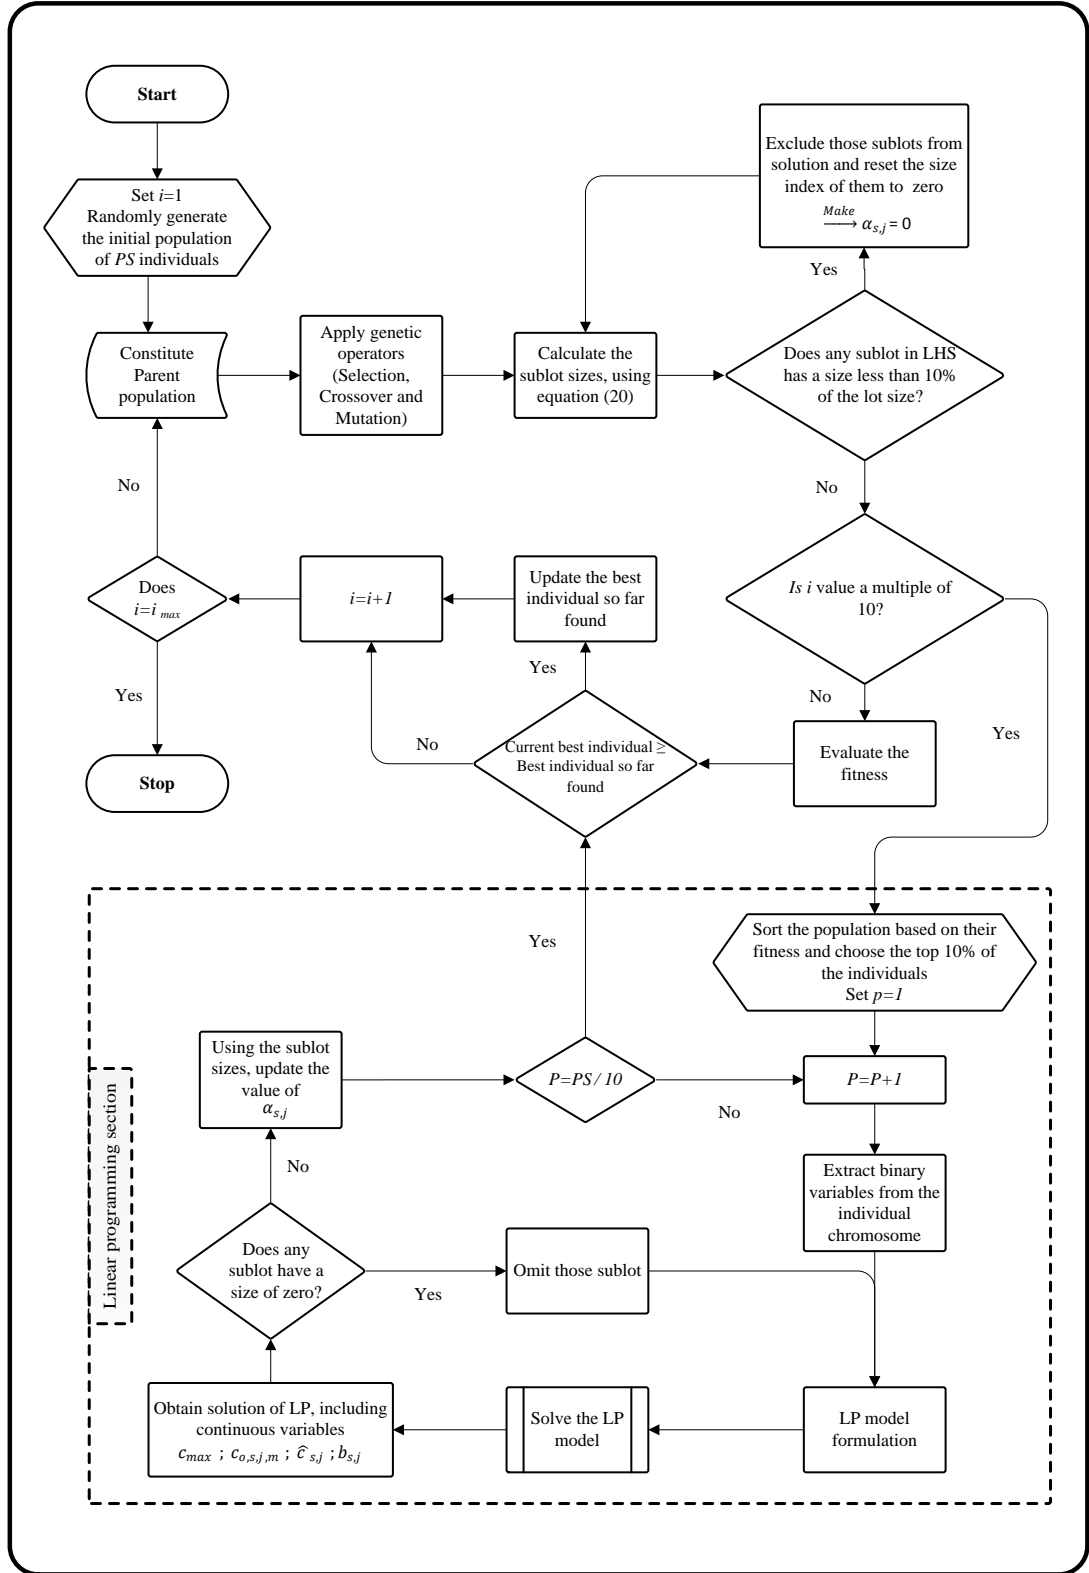 Start
Set i=1
Randomly generate
the initial population
of PS individuals
Constitute
Parent
population
Apply genetic
operators
(Selection,
Crossover and
Mutation)
Calculate the
sublot sizes, using
equation (20)
Exclude those sublots from
solution and reset the size
index of them to zero
Make
⟶ α_{s,j} = 0
Yes
Does any sublot in LHS
has a size less than 10%
of the lot size?
No
Is i value a multiple of
10?
No
Yes
Evaluate the
fitness
Current best individual ≥
Best individual so far
found
Yes
No
Update the best
individual so far
found
i=i+1
Does
i=i max
No
Yes
Stop
Linear programming section
Sort the population based on their
fitness and choose the top 10% of
the individuals
Set p=1
P=P+1
Extract binary
variables from the
individual
chromosome
LP model
formulation
Solve the LP
model
Obtain solution of LP, including
continuous variables
c_{max} ; c_{o,s,j,m} ; ĉ_{s,j} ; b_{s,j}
Does any
sublot have a
size of zero?
Yes
Omit those sublot
No
Using the sublot
sizes, update the
value of
α_{s,j}
P=PS/10
No
Yes